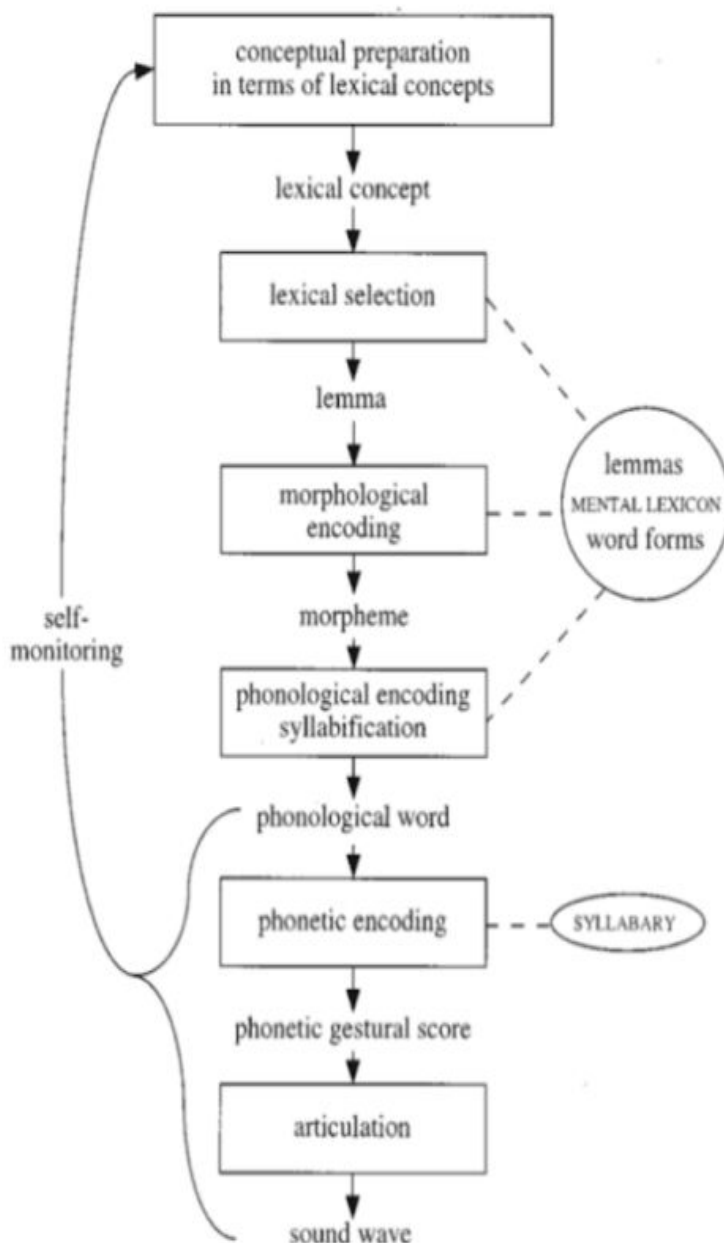 conceptual preparation
in terms of lexical concepts
lexical concept
lexical selection
lemma
lemmas
MENTAL LEXICON
word forms
morphological
encoding
morpheme
self-
monitoring
phonological encoding
syllabification
phonological word
phonetic encoding
SYLLABARY
phonetic gestural score
articulation
sound wave